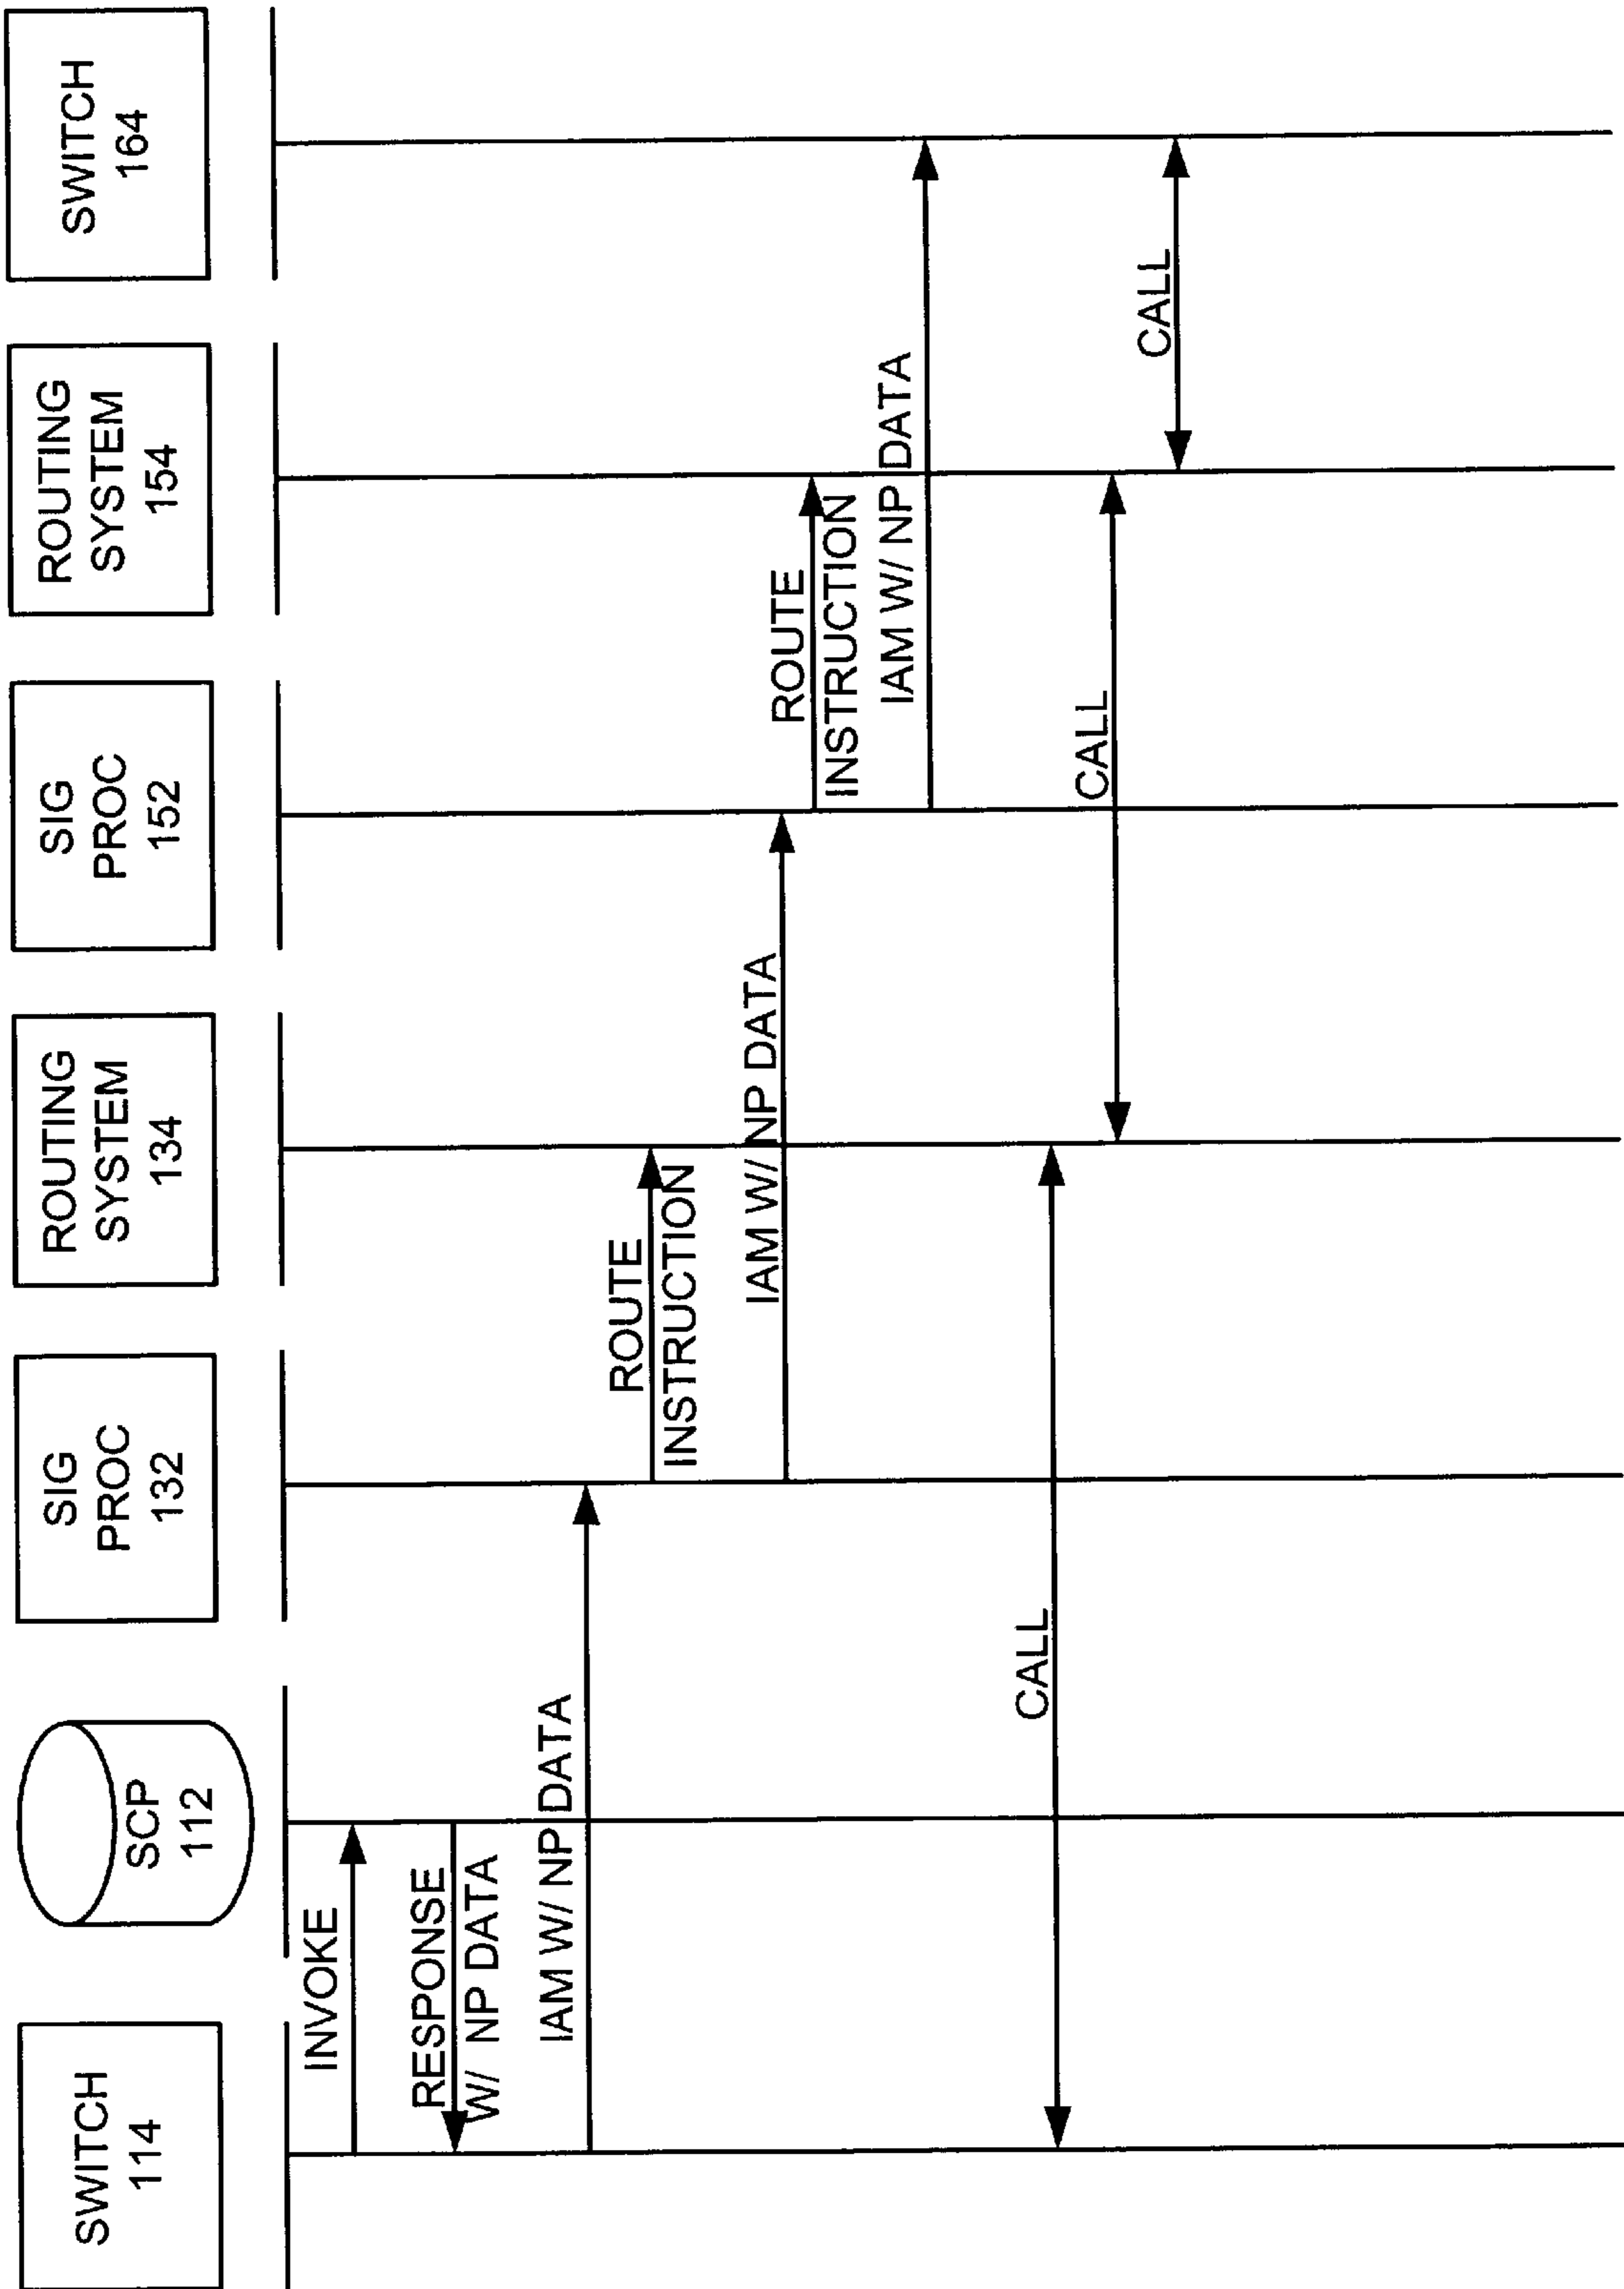 SWITCH
114
SCP
112
SIG
PROC
132
ROUTING
SYSTEM
134
SIG
PROC
152
ROUTING
SYSTEM
154
SWITCH
164
INVOKE
RESPONSE
W/ NP DATA
IAM W/ NP DATA
ROUTE
INSTRUCTION
IAM W/ NP DATA
ROUTE
INSTRUCTION
IAM W/ NP DATA
CALL
CALL
CALL